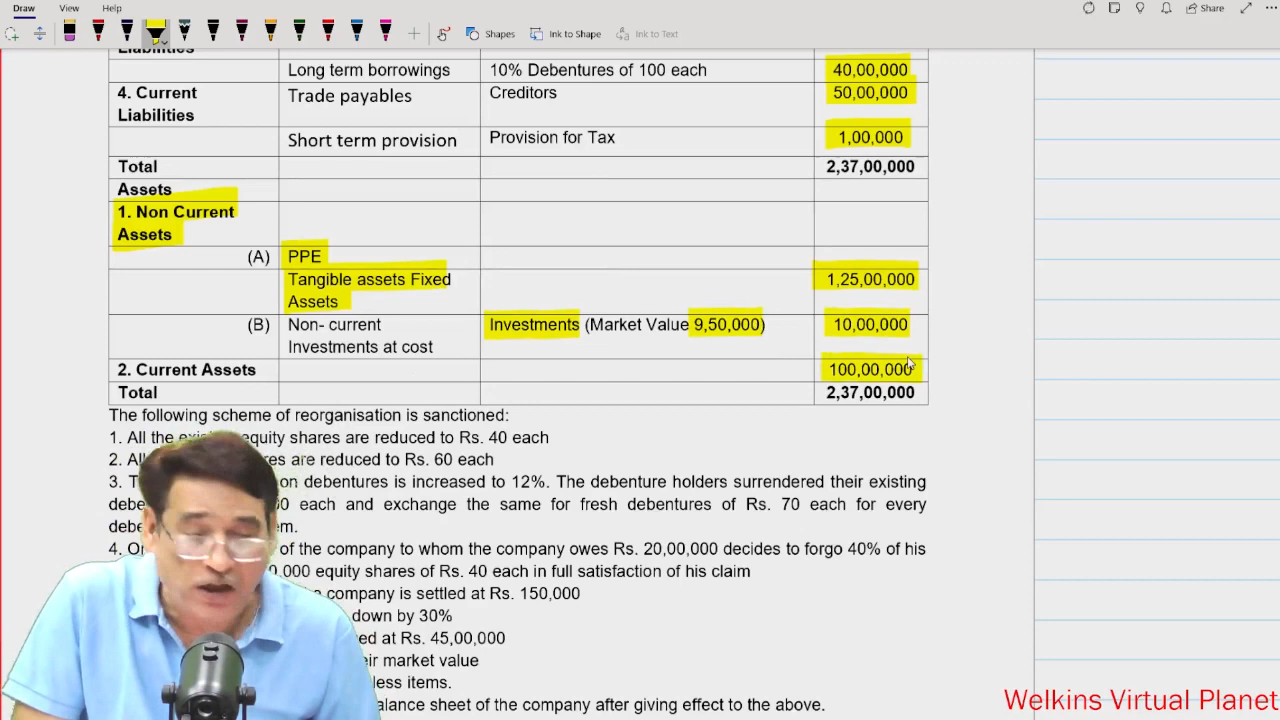 Draw View Help
Share
Shapes Ink to Shape Ink to Text
Liabilities
Long term borrowings 10% Debentures of 100 each 40,00,000
4. Current Liabilities Trade payables Creditors 50,00,000
Short term provision Provision for Tax 1,00,000
Total 2,37,00,000
Assets
1. Non Current Assets
(A) PPE
Tangible assets Fixed Assets 1,25,00,000
(B) Non- current Investments at cost Investments (Market Value 9,50,000) 10,00,000
2. Current Assets 100,00,000
Total 2,37,00,000
The following scheme of reorganisation is sanctioned:
1. All the existing equity shares are reduced to Rs. 40 each
2. All are reduced to Rs. 60 each
3. on debentures is increased to 12%. The debenture holders surrendered their existing
each and exchange the same for fresh debentures of Rs. 70 each for every
4. of the company to whom the company owes Rs. 20,00,000 decides to forgo 40% of his
equity shares of Rs. 40 each in full satisfaction of his claim
company is settled at Rs. 150,000
down by 30%
at Rs. 45,00,000
market value
items.
balance sheet of the company after giving effect to the above.
Welkins Virtual Planet